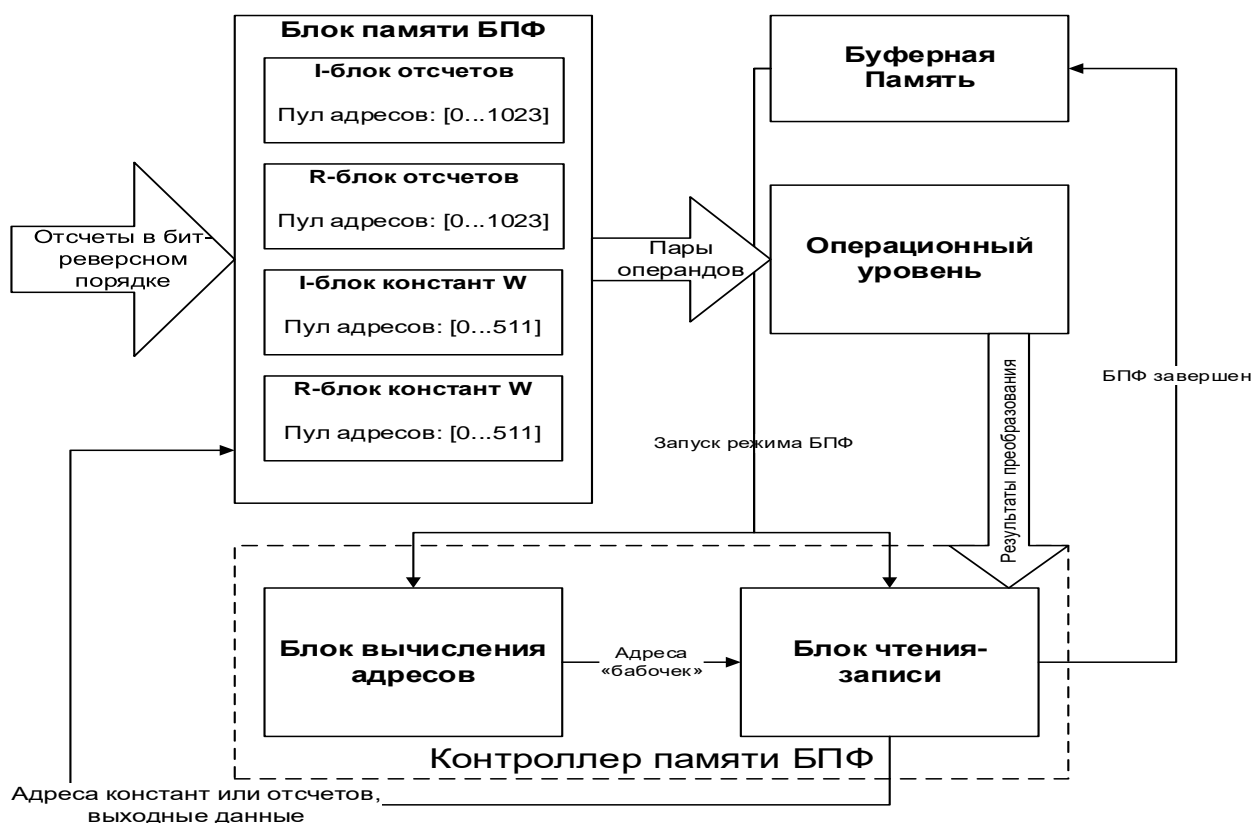 Блок памяти БПФ
I-блок отсчетов
Пул адресов: [0...1023]
R-блок отсчетов
Пул адресов: [0...1023]
I-блок констант W
Пул адресов: [0...511]
R-блок констант W
Пул адресов: [0...511]
Отсчеты в бит-
реверсном
порядке
Пары
операндов
Буферная
Память
Операционный
уровень
БПФ завершен
Запуск режима БПФ
Результаты преобразования
Блок вычисления
адресов
Адреса
«бабочек»
Блок чтения-
записи
Контроллер памяти БПФ
Адреса констант или отсчетов,
выходные данные